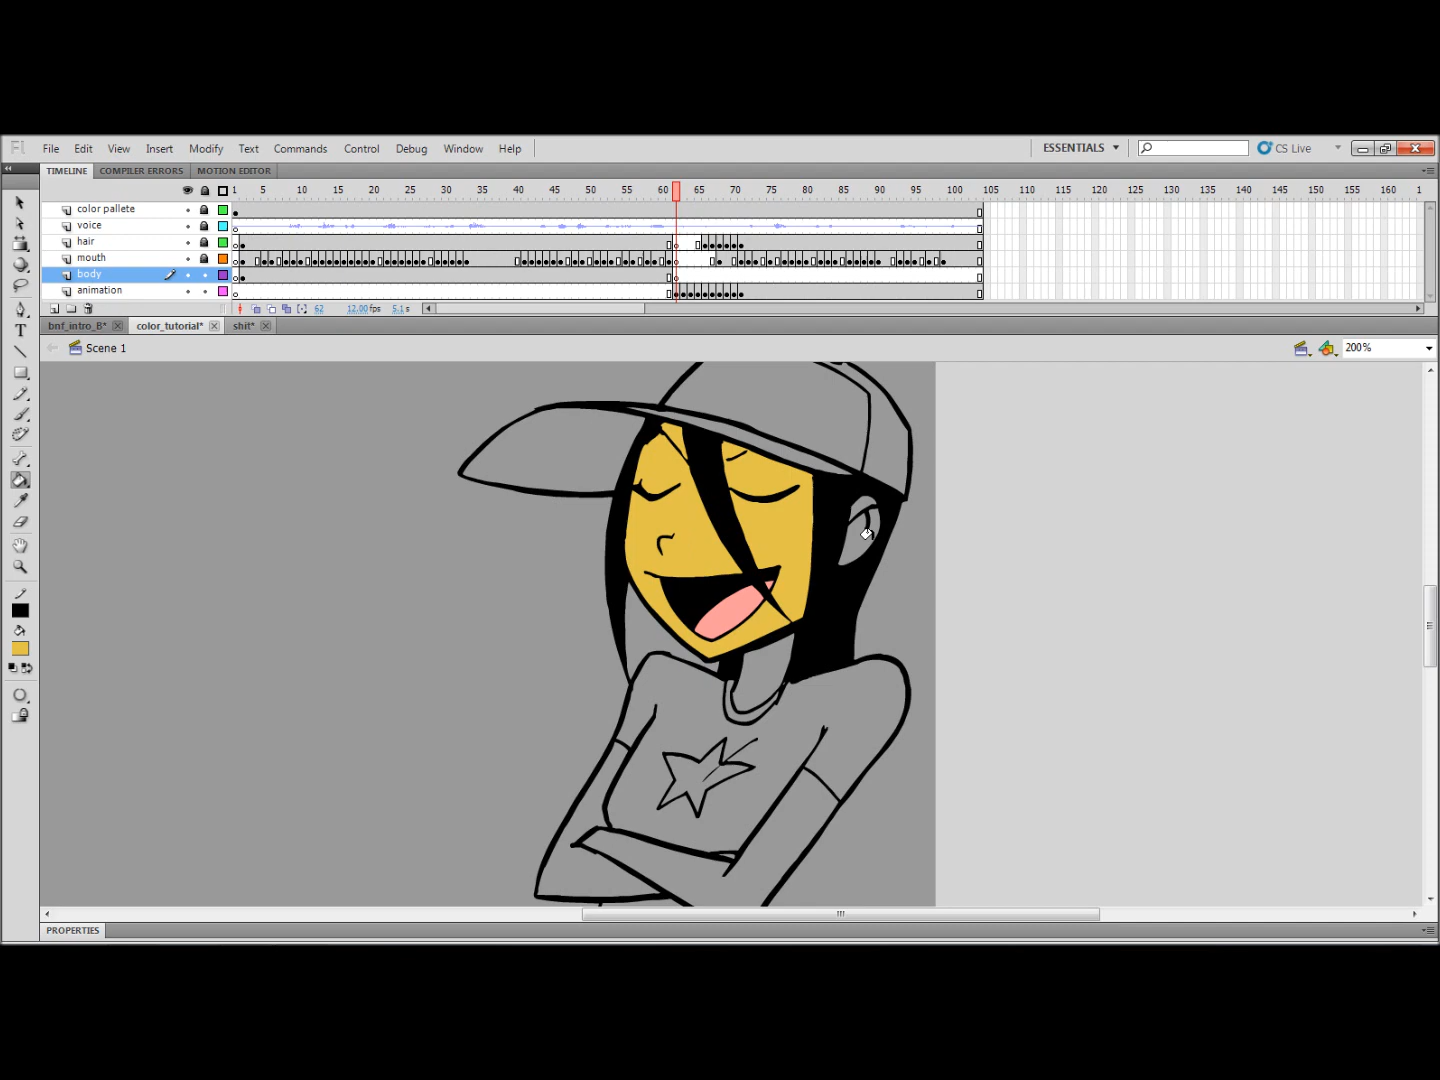 Fl File Edit View Insert Modify Text Commands Control Debug Window Help ESSENTIALS CS Live
TIMELINE COMPILER ERRORS MOTION EDITOR
1 5 10 15 20 25 30 35 40 45 50 55 60 65 70 75 80 85 90 95 100 105 110 115 120 125 130 135 140 145 150 155 160 1
color pallete
voice
hair
mouth
body
animation
62 12.00 fps 5.1 s
bnf_intro_B* color_tutorial* shit*
Scene 1 200%
T
PROPERTIES